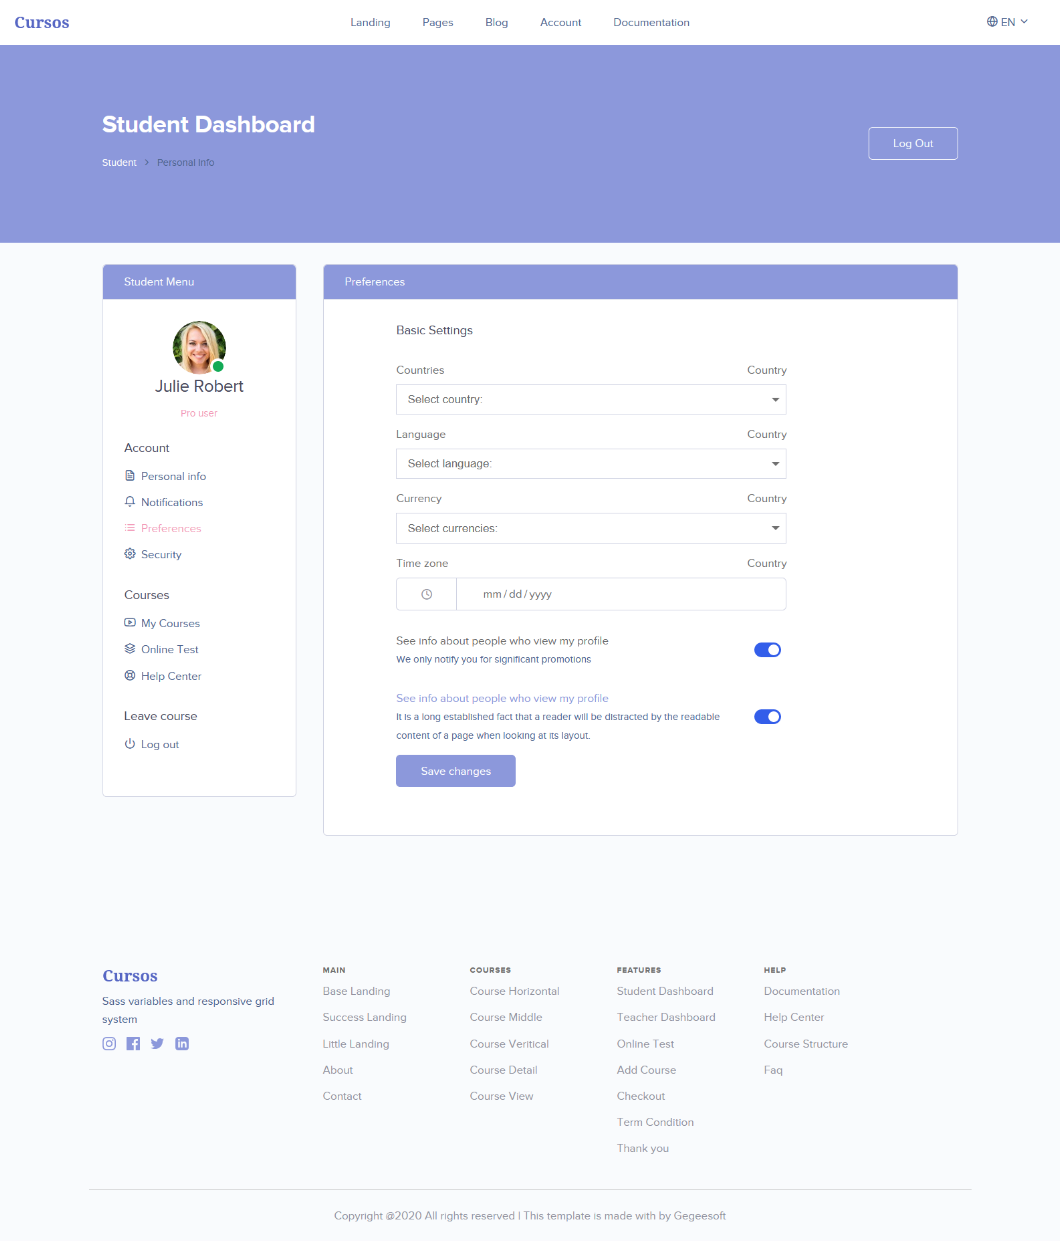 Cursos
Landing
Pages
Blog
Account
Documentation
EN
Student Dashboard
Student > Personal info
Log Out
Student Menu
Julie Robert
Pro user
Account
Personal info
Notifications
Preferences
Security
Courses
My Courses
Online Test
Help Center
Leave course
Log out
Preferences
Basic Settings
Countries
Country
Select country:
Language
Country
Select language:
Currency
Country
Select currencies:
Time zone
Country
mm/dd/yyyy
See info about people who view my profile
We only notify you for significant promotions
See info about people who view my profile
It is a long established fact that a reader will be distracted by the readable
content of a page when looking at its layout.
Save changes
Cursos
Sass variables and responsive grid
system
MAIN
Base Landing
Success Landing
Little Landing
About
Contact
COURSES
Course Horizontal
Course Middle
Course Veritical
Course Detail
Course View
FEATURES
Student Dashboard
Teacher Dashboard
Online Test
Add Course
Checkout
Term Condition
Thank you
HELP
Documentation
Help Center
Course Structure
Faq
Copyright @2020 All rights reserved | This template is made with by Gegeesoft